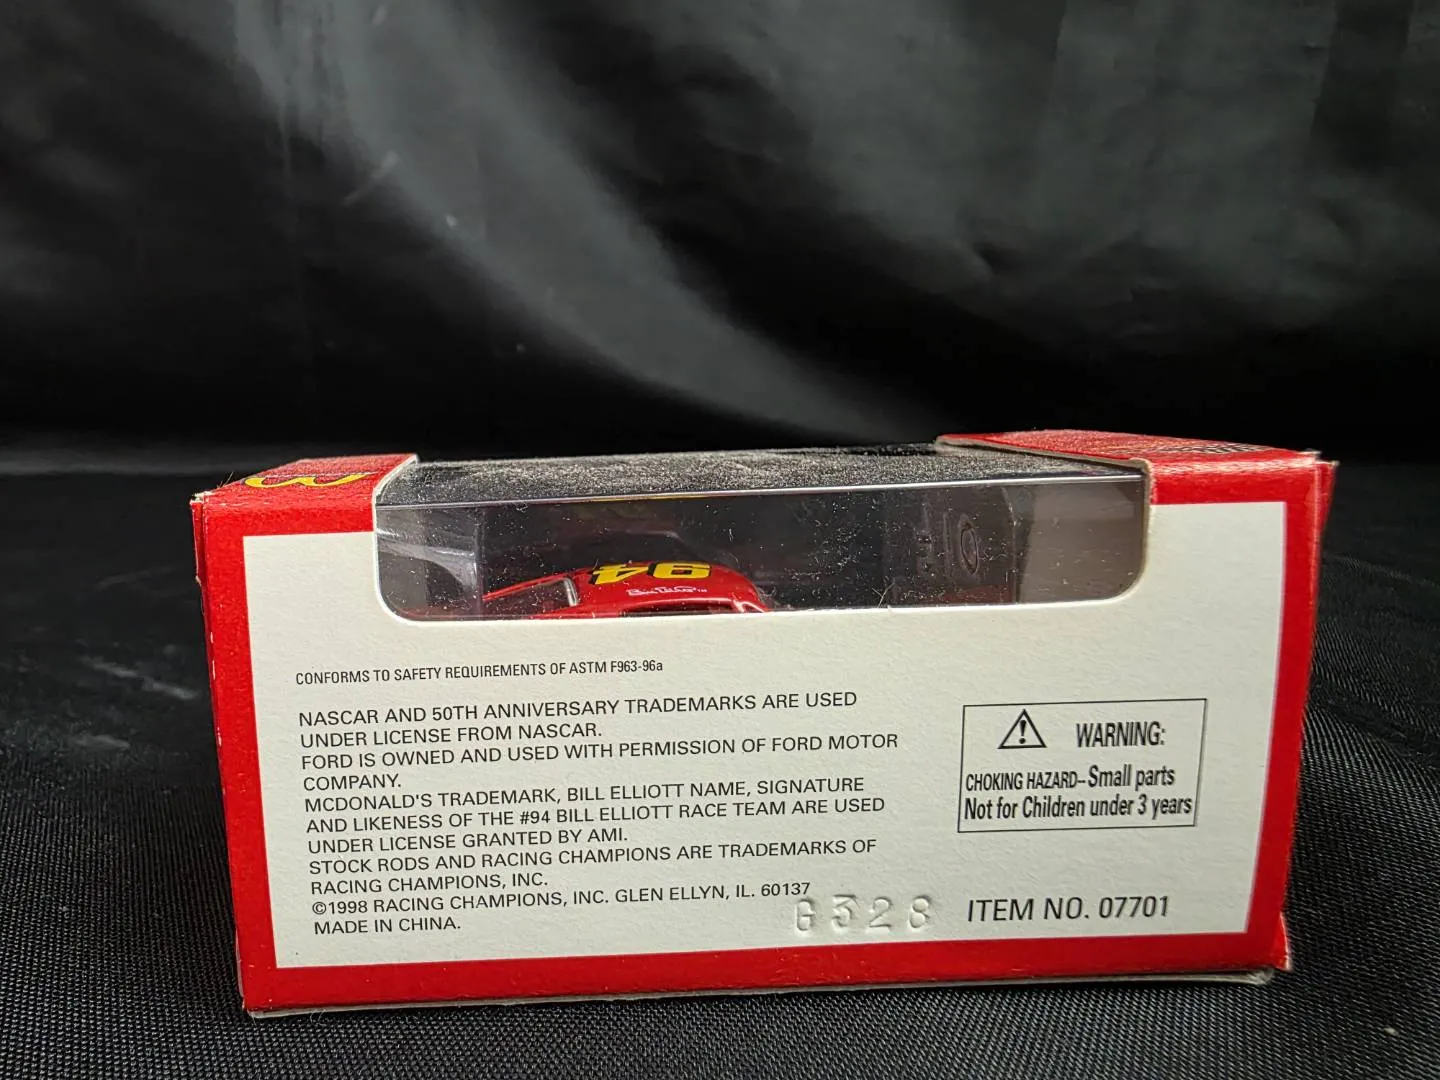 94
CONFORMS TO SAFETY REQUIREMENTS OF ASTM F963-96a
NASCAR AND 50TH ANNIVERSARY TRADEMARKS ARE USED
UNDER LICENSE FROM NASCAR.
FORD IS OWNED AND USED WITH PERMISSION OF FORD MOTOR
COMPANY.
MCDONALD'S TRADEMARK, BILL ELLIOTT NAME, SIGNATURE
AND LIKENESS OF THE #94 BILL ELLIOTT RACE TEAM ARE USED
UNDER LICENSE GRANTED BY AMI.
STOCK RODS AND RACING CHAMPIONS ARE TRADEMARKS OF
RACING CHAMPIONS, INC.
©1998 RACING CHAMPIONS, INC. GLEN ELLYN, IL. 60137
MADE IN CHINA.
WARNING:
CHOKING HAZARD--Small parts
Not for Children under 3 years
G328
ITEM NO. 07701